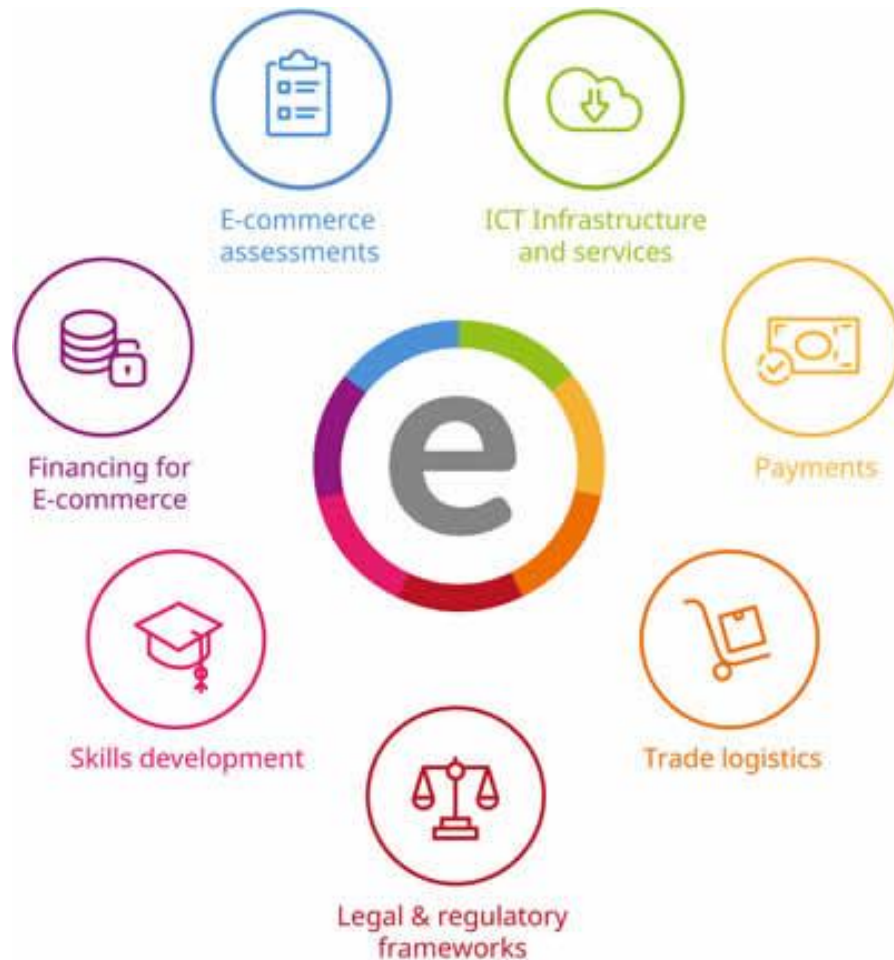 E-commerce
assessments
ICT Infrastructure
and services
Financing for
E-commerce
e
Payments
Skills development
Trade logistics
Legal & regulatory
frameworks